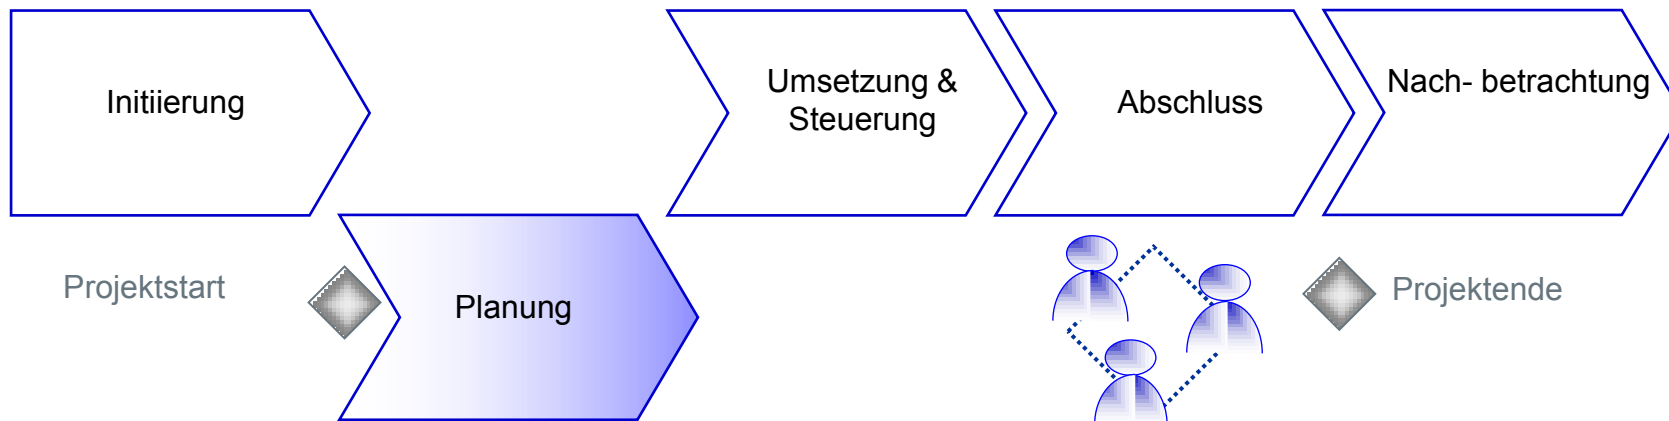 Initiierung
Umsetzung &
Steuerung
Abschluss
Nach- betrachtung
Projektstart
Planung
Projektende